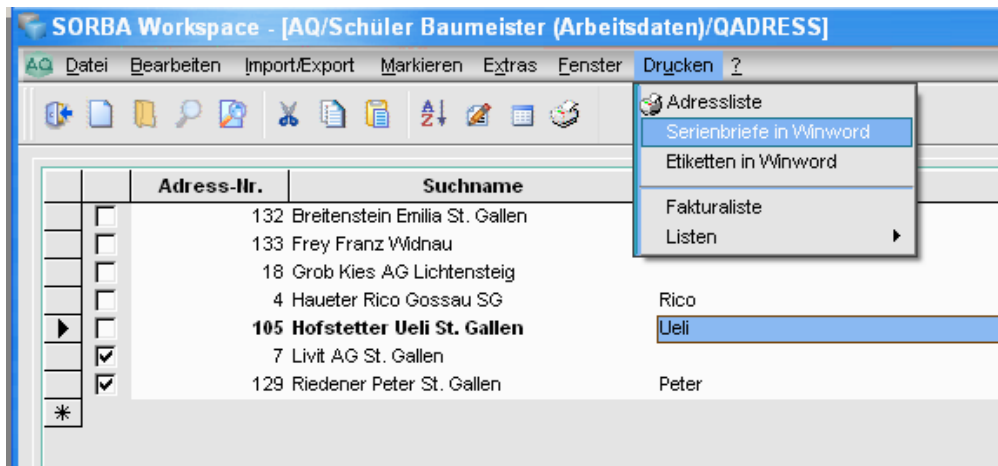 SORBA Workspace - [AQ/Schüler Baumeister (Arbeitsdaten)/QADRESS]
AQ Datei Bearbeiten Import/Export Markieren Extras Fenster Drucken ?
Adressliste
Serienbriefe in Winword
Etiketten in Winword
Fakturaliste
Listen
Adress-Nr. Suchname
132 Breitenstein Emilia St. Gallen
133 Frey Franz Widnau
18 Grob Kies AG Lichtensteig
4 Haueter Rico Gossau SG Rico
105 Hofstetter Ueli St. Gallen Ueli
7 Livit AG St. Gallen
129 Riedener Peter St. Gallen Peter